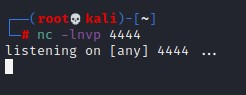 ┌──(root💀kali)-[~]
└─# nc -lnvp 4444
listening on [any] 4444 ...